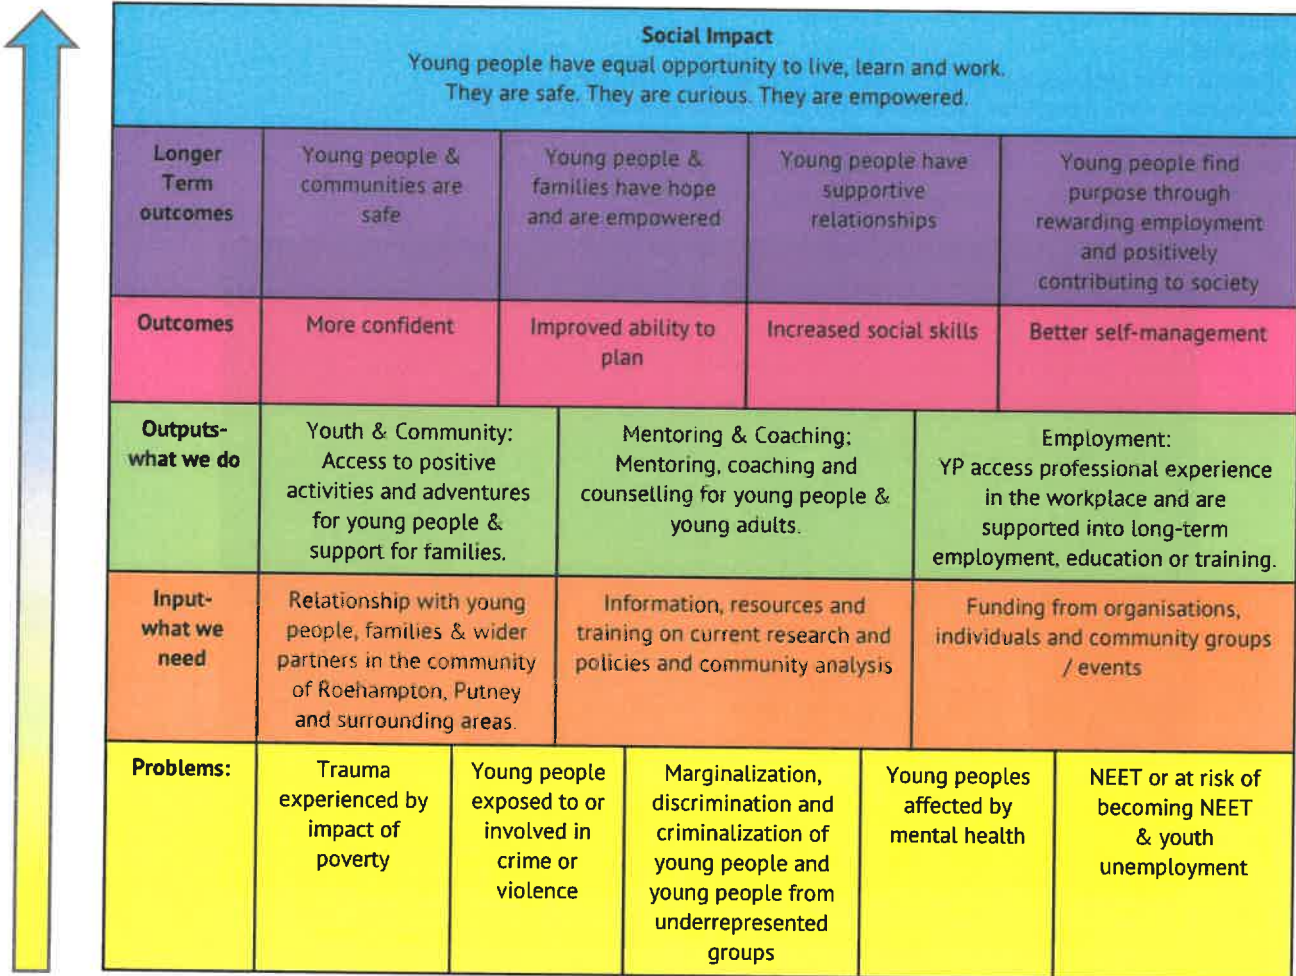 Social Impact
Young people have equal opportunity to live, learn and work.
They are safe. They are curious. They are empowered.
Longer
Term
outcomes
Young people &
communities are
safe
Young people &
families have hope
and are empowered
Young people have
supportive
relationships
Young people find
purpose through
rewarding employment
and positively
contributing to society
Outcomes
More confident
Improved ability to
plan
Increased social skills
Better self-management
Outputs-
what we do
Youth & Community:
Access to positive
activities and adventures
for young people &
support for families.
Mentoring & Coaching:
Mentoring, coaching and
counselling for young people &
young adults.
Employment:
YP access professional experience
in the workplace and are
supported into long-term
employment, education or training.
Input-
what we
need
Relationship with young
people, families & wider
partners in the community
of Roehampton, Putney
and surrounding areas.
Information, resources and
training on current research and
policies and community analysis
Funding from organisations,
individuals and community groups
/ events
Problems:
Trauma
experienced by
impact of
poverty
Young people
exposed to or
involved in
crime or
violence
Marginalization,
discrimination and
criminalization of
young people and
young people from
underrepresented
groups
Young peoples
affected by
mental health
NEET or at risk of
becoming NEET
& youth
unemployment